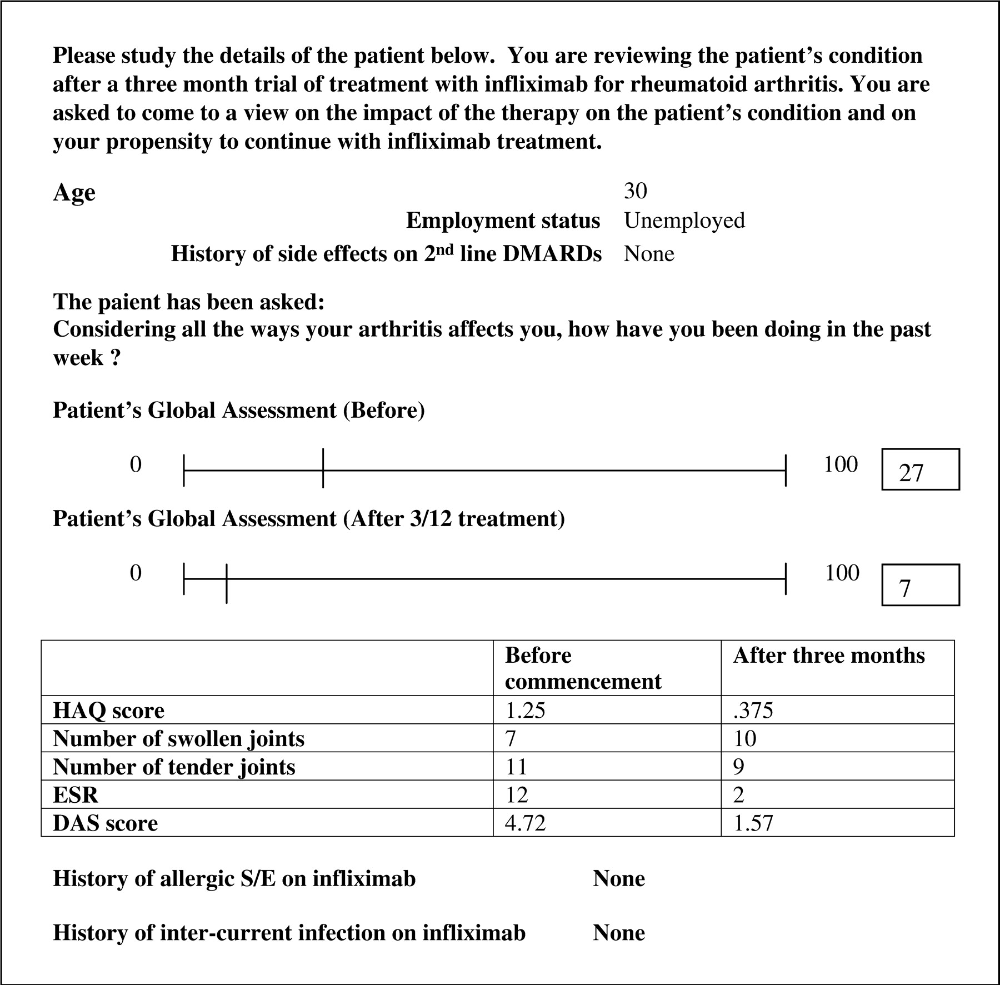 Please study the details of the patient below.  You are reviewing the patient’s condition
after a three month trial of treatment with infliximab for rheumatoid arthritis. You are
asked to come to a view on the impact of the therapy on the patient’s condition and on
your propensity to continue with infliximab treatment.
Age 30
Employment status Unemployed
History of side effects on 2nd line DMARDs None
The paient has been asked:
Considering all the ways your arthritis affects you, how have you been doing in the past
week ?
Patient’s Global Assessment (Before)
0 100 27
Patient’s Global Assessment (After 3/12 treatment)
0 100 7
Before commencement After three months
HAQ score 1.25 .375
Number of swollen joints 7 10
Number of tender joints 11 9
ESR 12 2
DAS score 4.72 1.57
History of allergic S/E on infliximab None
History of inter-current infection on infliximab None